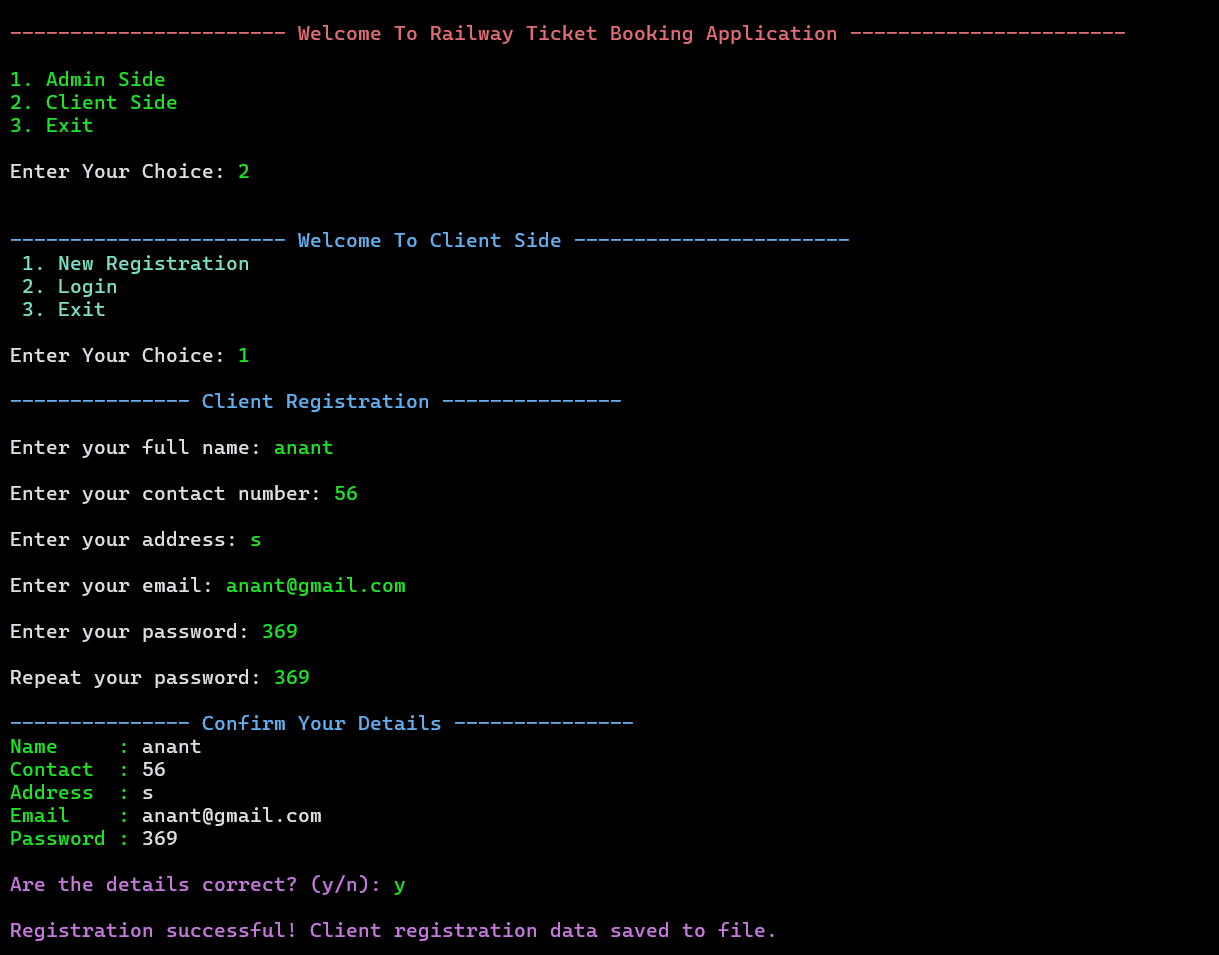 ----------------------- Welcome To Railway Ticket Booking Application -----------------------
1. Admin Side
2. Client Side
3. Exit
Enter Your Choice: 2
----------------------- Welcome To Client Side -----------------------
1. New Registration
2. Login
3. Exit
Enter Your Choice: 1
--------------- Client Registration ---------------
Enter your full name: anant
Enter your contact number: 56
Enter your address: s
Enter your email: anant@gmail.com
Enter your password: 369
Repeat your password: 369
--------------- Confirm Your Details ---------------
Name     : anant
Contact  : 56
Address  : s
Email    : anant@gmail.com
Password : 369
Are the details correct? (y/n): y
Registration successful! Client registration data saved to file.